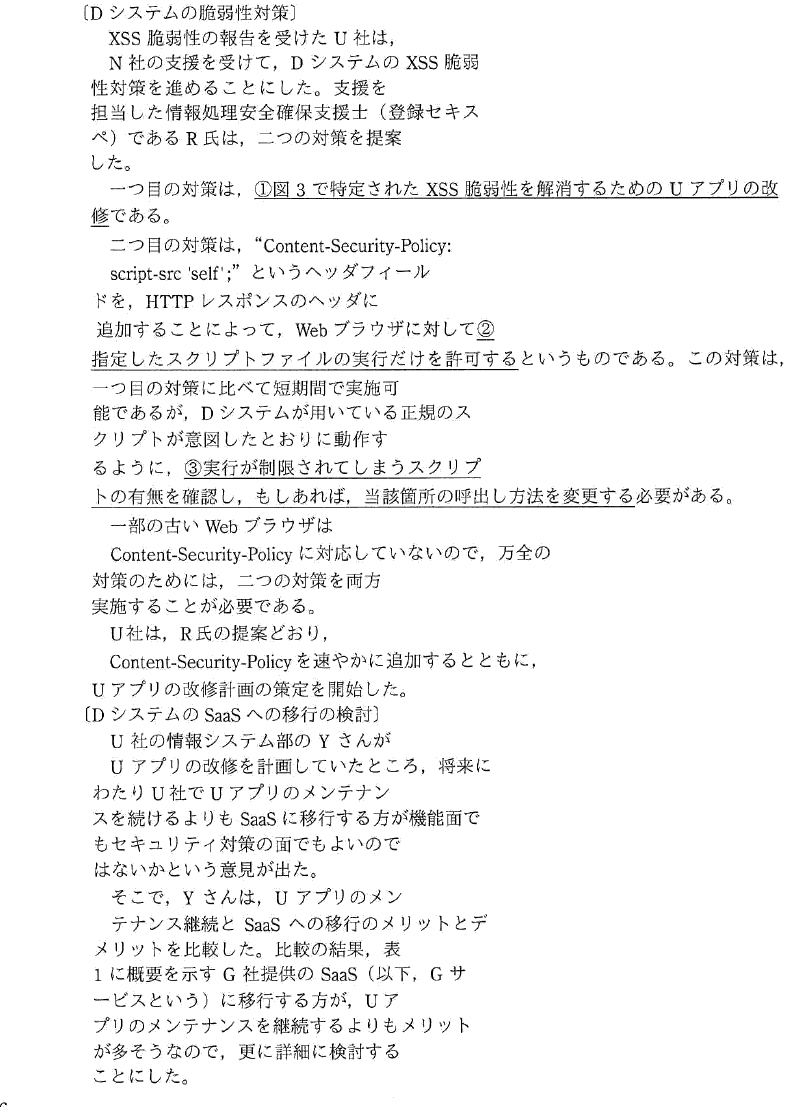 〔D システムの脆弱性対策〕
XSS 脆弱性の報告を受けた U 社は，
N 社の支援を受けて，D システムの XSS 脆弱
性対策を進めることにした。支援を
担当した情報処理安全確保支援士（登録セキス
ペ）である R 氏は，二つの対策を提案
した。
一つ目の対策は，①図 3 で特定された XSS 脆弱性を解消するための U アプリの改
修である。
二つ目の対策は，“Content-Security-Policy:
script-src 'self';” というヘッダフィール
ドを，HTTP レスポンスのヘッダに
追加することによって，Web ブラウザに対して②
指定したスクリプトファイルの実行だけを許可するというものである。この対策は，
一つ目の対策に比べて短期間で実施可
能であるが，D システムが用いている正規のス
クリプトが意図したとおりに動作す
るように，③実行が制限されてしまうスクリプ
トの有無を確認し，もしあれば，当該箇所の呼出し方法を変更する必要がある。
一部の古い Web ブラウザは
Content-Security-Policy に対応していないので，万全の
対策のためには，二つの対策を両方
実施することが必要である。
U社は，R氏の提案どおり，
Content-Security-Policyを速やかに追加するとともに，
U アプリの改修計画の策定を開始した。
〔D システムの SaaS への移行の検討〕
U 社の情報システム部の Y さんが
U アプリの改修を計画していたところ，将来に
わたり U 社で U アプリのメンテナン
スを続けるよりも SaaS に移行する方が機能面で
もセキュリティ対策の面でもよいので
はないかという意見が出た。
そこで，Y さんは，U アプリのメン
テナンス継続と SaaS への移行のメリットとデ
メリットを比較した。比較の結果，表
1 に概要を示す G 社提供の SaaS（以下，G サ
ービスという）に移行する方が，U ア
プリのメンテナンスを継続するよりもメリット
が多そうなので，更に詳細に検討する
ことにした。